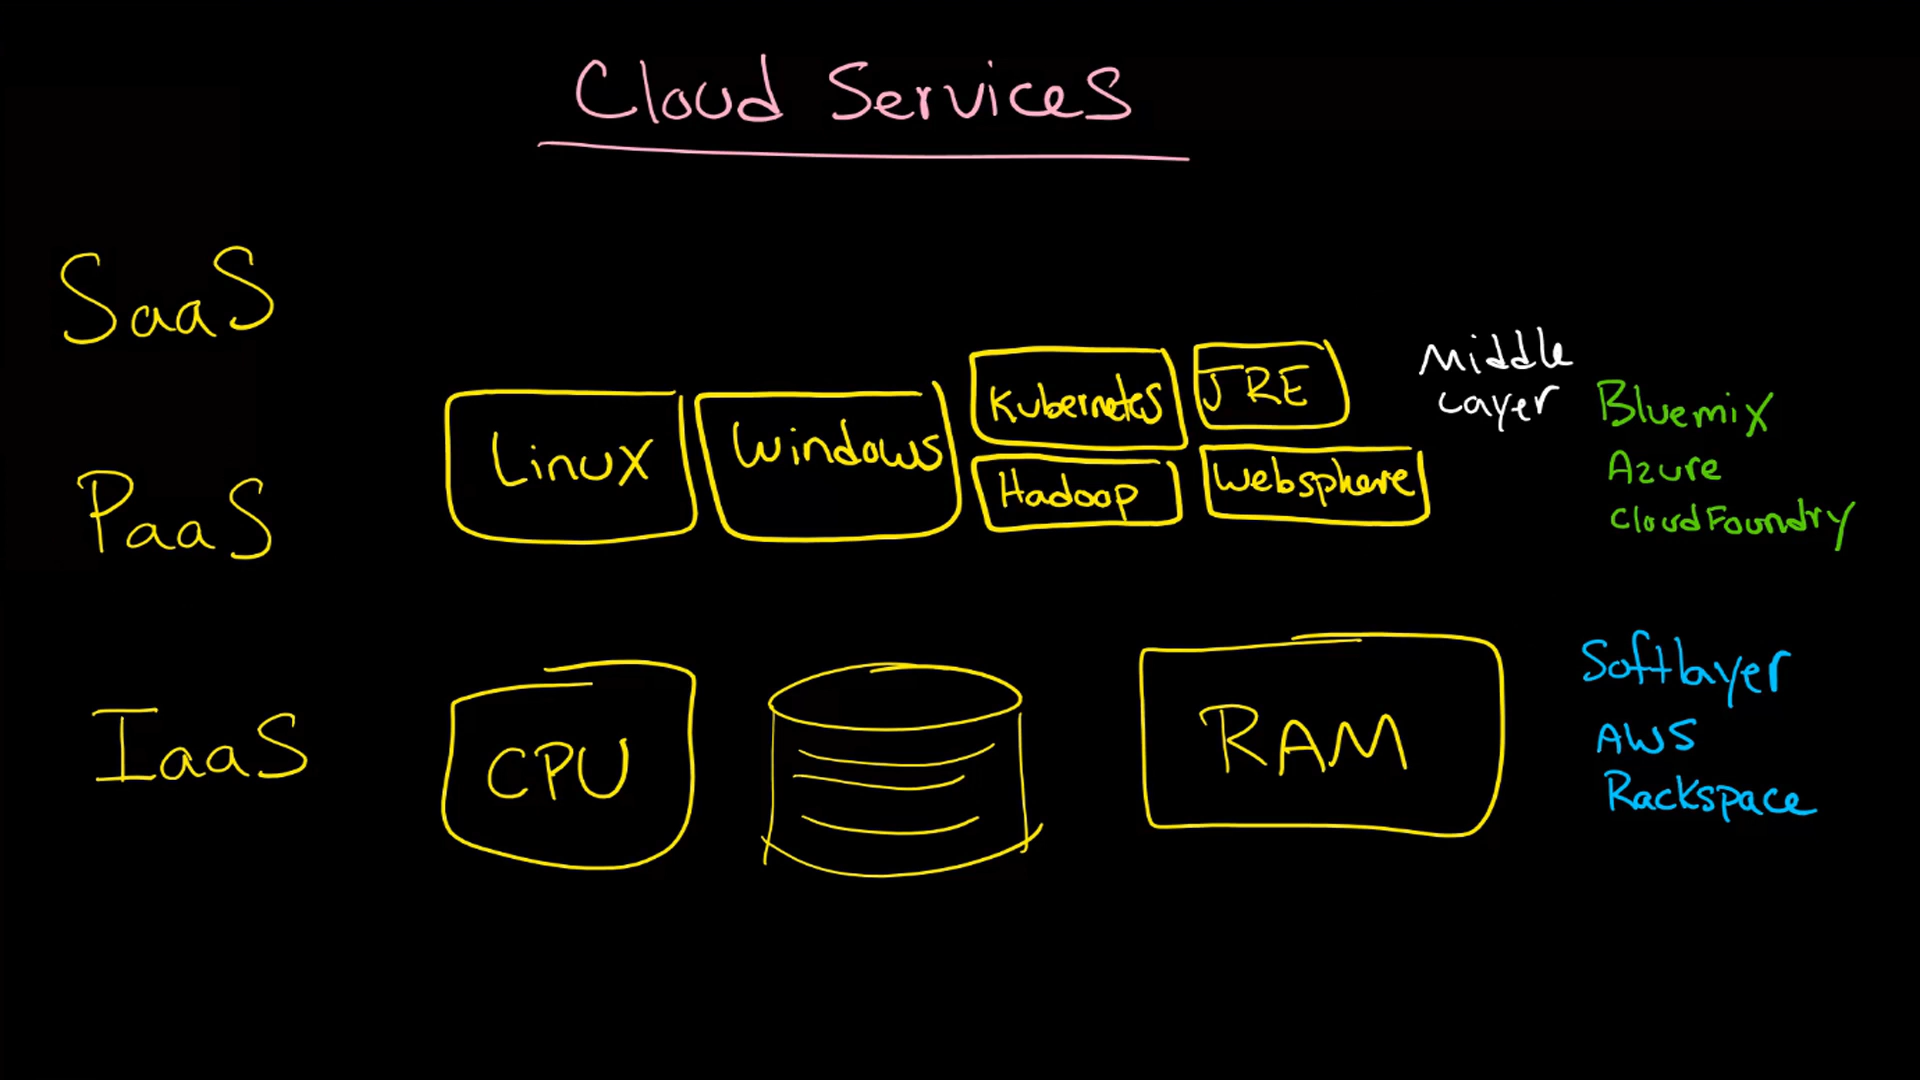 Cloud Services
SaaS
PaaS
Linux
Windows
Kubernetes
JRE
Hadoop
Websphere
Middle
Layer
Bluemix
Azure
CloudFoundry
IaaS
CPU
RAM
Softlayer
AWS
Rackspace